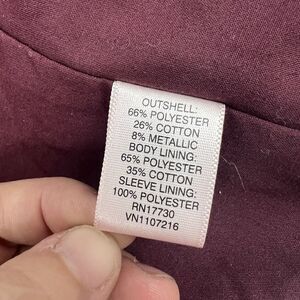 OUTSHELL:
66% POLYESTER
26% COTTON
8% METALLIC
BODY LINING:
65% POLYESTER
35% COTTON
SLEEVE LINING:
100% POLYESTER
RN17730
VN1107216